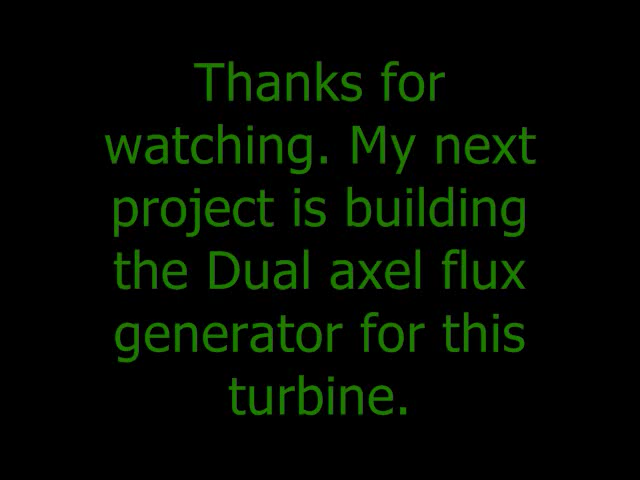 Thanks for
watching. My next
project is building
the Dual axel flux
generator for this
turbine.